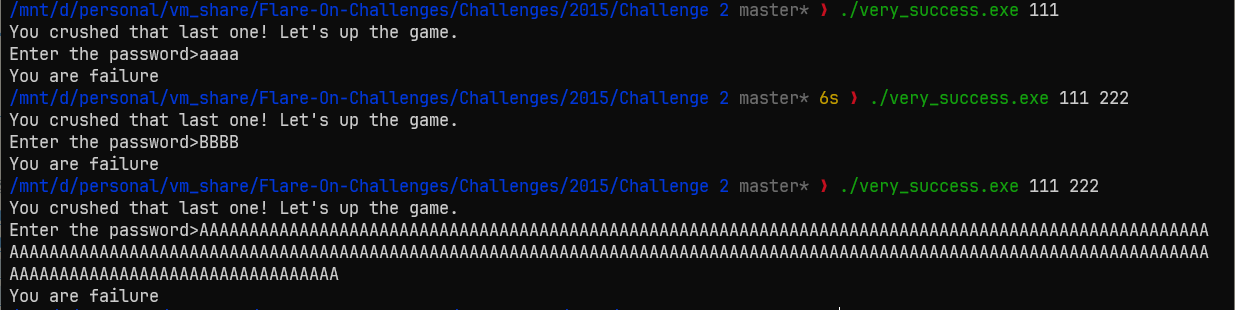 /mnt/d/personal/vm_share/Flare-On-Challenges/Challenges/2015/Challenge 2 master* ❯ ./very_success.exe 111
You crushed that last one! Let's up the game.
Enter the password>aaaa
You are failure
/mnt/d/personal/vm_share/Flare-On-Challenges/Challenges/2015/Challenge 2 master* 6s ❯ ./very_success.exe 111 222
You crushed that last one! Let's up the game.
Enter the password>BBBB
You are failure
/mnt/d/personal/vm_share/Flare-On-Challenges/Challenges/2015/Challenge 2 master* ❯ ./very_success.exe 111 222
You crushed that last one! Let's up the game.
Enter the password>AAAAAAAAAAAAAAAAAAAAAAAAAAAAAAAAAAAAAAAAAAAAAAAAAAAAAAAAAAAAAAAAAAAAAAAAAAAAAAAAAAAAAAAAAAAAAAAAAAAAA
AAAAAAAAAAAAAAAAAAAAAAAAAAAAAAAAAAAAAAAAAAAAAAAAAAAAAAAAAAAAAAAAAAAAAAAAAAAAAAAAAAAAAAAAAAAAAAAAAAAAAAAAAAAAAAAAAAAAAAAA
AAAAAAAAAAAAAAAAAAAAAAAAAAAAAAAAA
You are failure